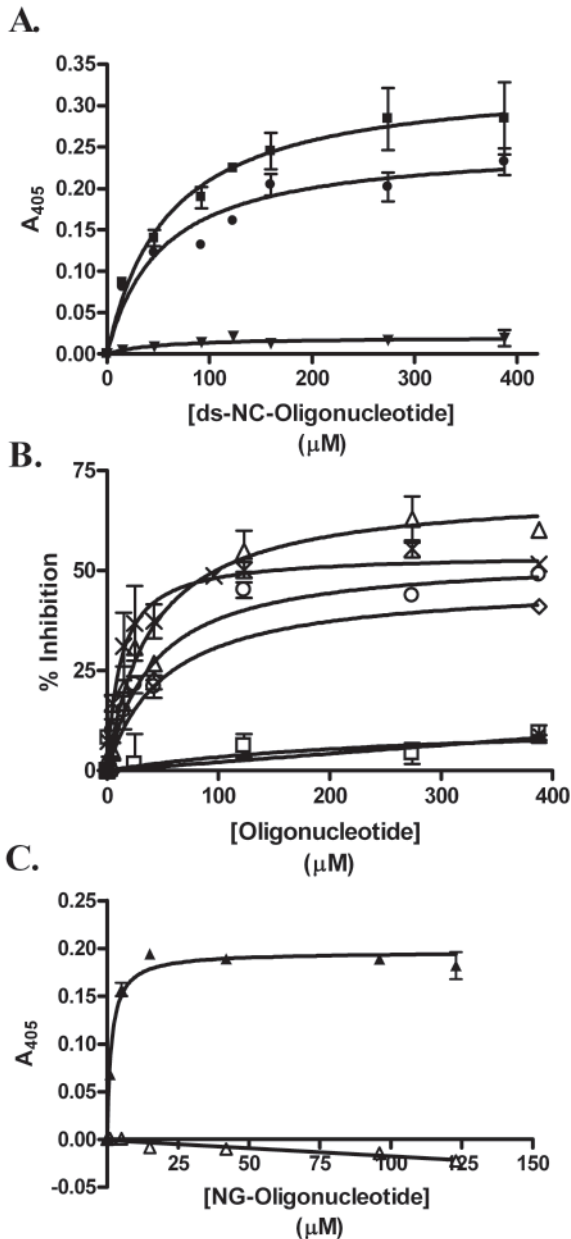 A.
0.35
0.30
0.25
0.20
0.15
0.10
0.05
0.00
A405
0 100 200 300 400
[ds-NC-Oligonucleotide]
(μM)
B.
75
50
25
0
% Inhibition
0 100 200 300 400
[Oligonucleotide]
(μM)
C.
0.25
0.20
0.15
0.10
0.05
0.00
-0.05
A405
25 50 75 100 125 150
[NG-Oligonucleotide]
(μM)